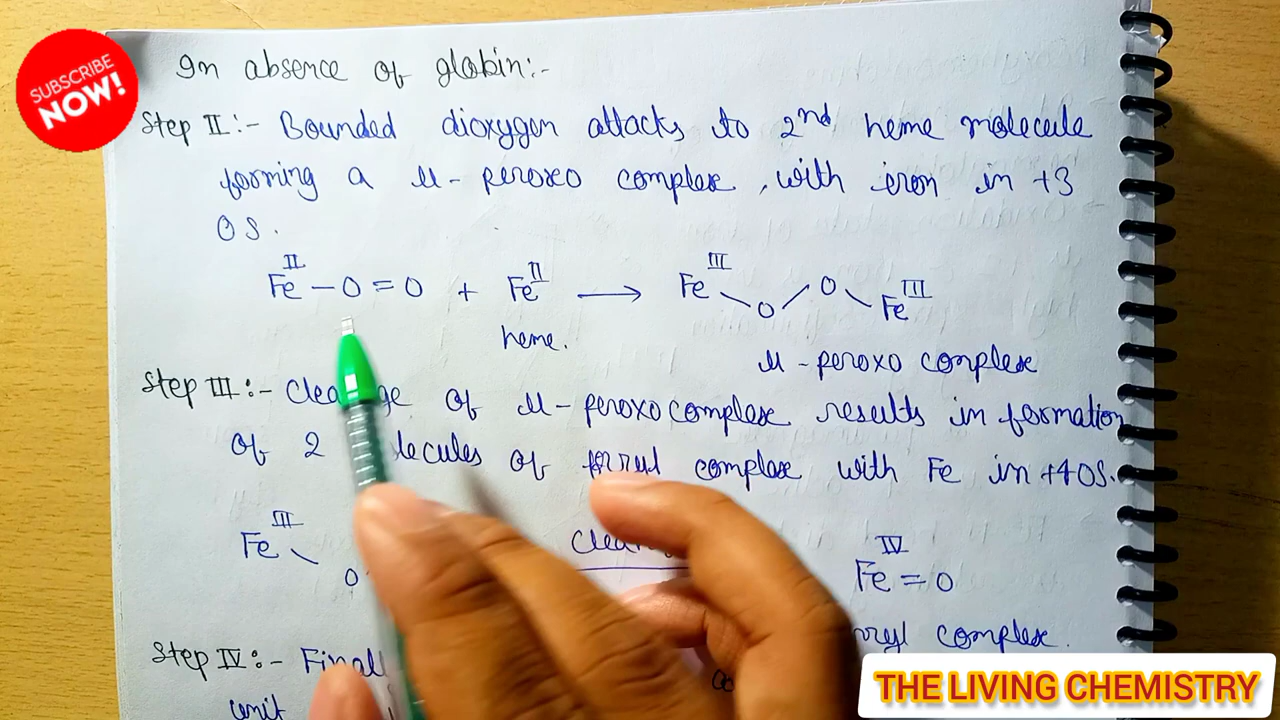 SUBSCRIBE
NOW!
In absence of globin:-
Step II:- Bounded dioxygen attacks to 2nd heme molecule
forming a μ-peroxo complex, with iron in +3
OS.
II II III
Fe - O = O + Fe → Fe O O Fe III
heme.
μ-peroxo complex
Step III:- of μ-peroxo complex results in formation
of 2 of ferryl complex with Fe in +4 OS.
III IV
Fe O Fe = O
complex.
Step IV:-
unit
THE LIVING CHEMISTRY